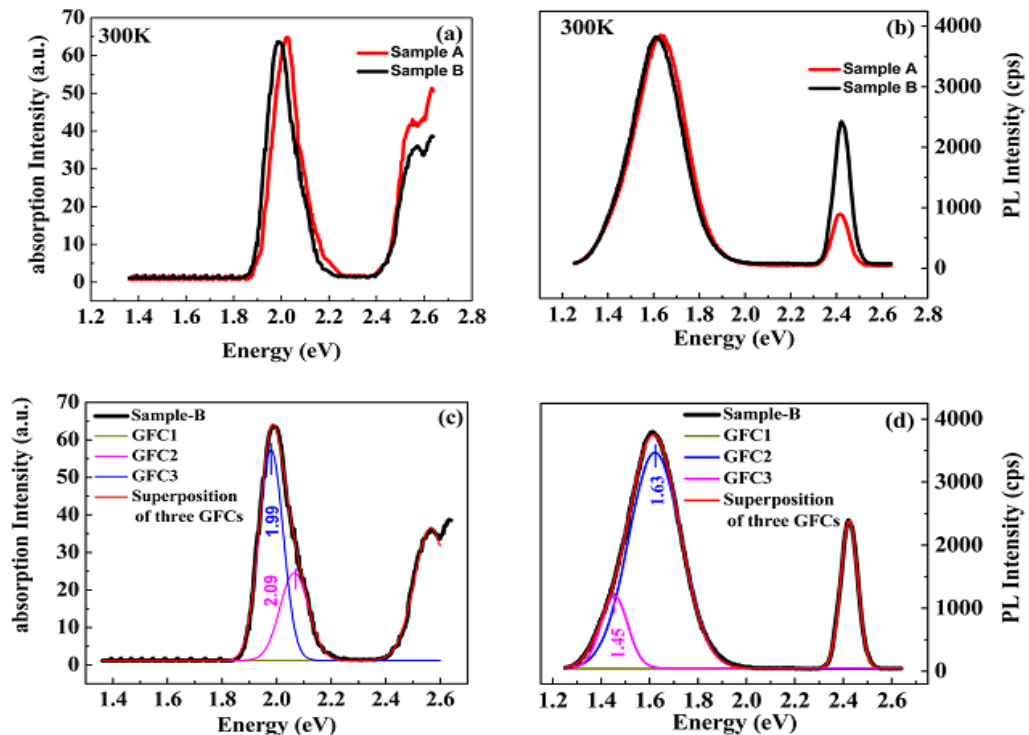 300K
(a)
Sample A
Sample B
absorption Intensity (a.u.)
70
60
50
40
30
20
10
0
1.2 1.4 1.6 1.8 2.0 2.2 2.4 2.6 2.8
Energy (eV)
300K
(b)
Sample A
Sample B
4000
3000
2000
1000
0
PL Intensity (cps)
1.2 1.4 1.6 1.8 2.0 2.2 2.4 2.6 2.8
Energy (eV)
(c)
Sample-B
GFC1
GFC2
GFC3
Superposition
of three GFCs
absorption Intensity (a.u.)
70
60
50
40
30
20
10
0
1.99
2.09
1.4 1.6 1.8 2.0 2.2 2.4 2.6
Energy (eV)
(d)
Sample-B
GFC1
GFC2
GFC3
Superposition
of three GFCs
1.63
1.45
4000
3000
2000
1000
0
PL Intensity (cps)
1.2 1.4 1.6 1.8 2.0 2.2 2.4 2.6
Energy (eV)